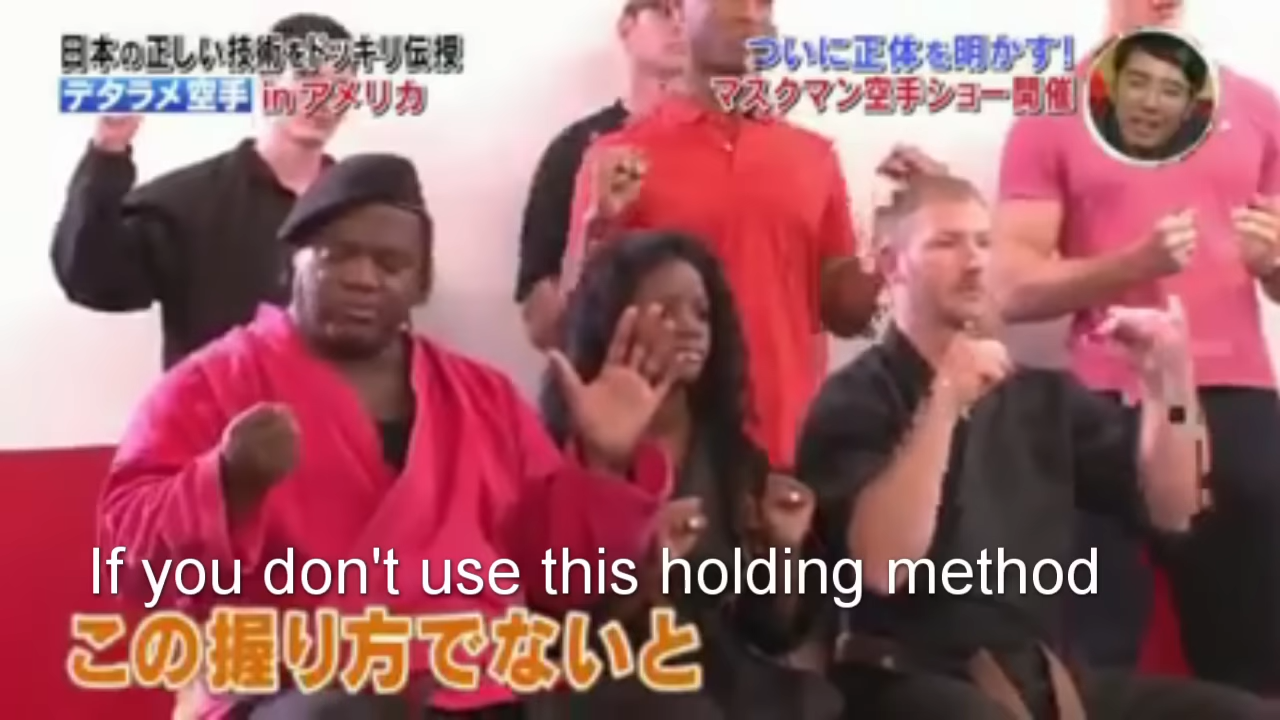 日本の正しい技術をドッキリ伝授
デタラメ空手 inアメリカ
ついに正体を明かす!
マスクマン空手ショー開催
If you don't use this holding method
この握り方でないと